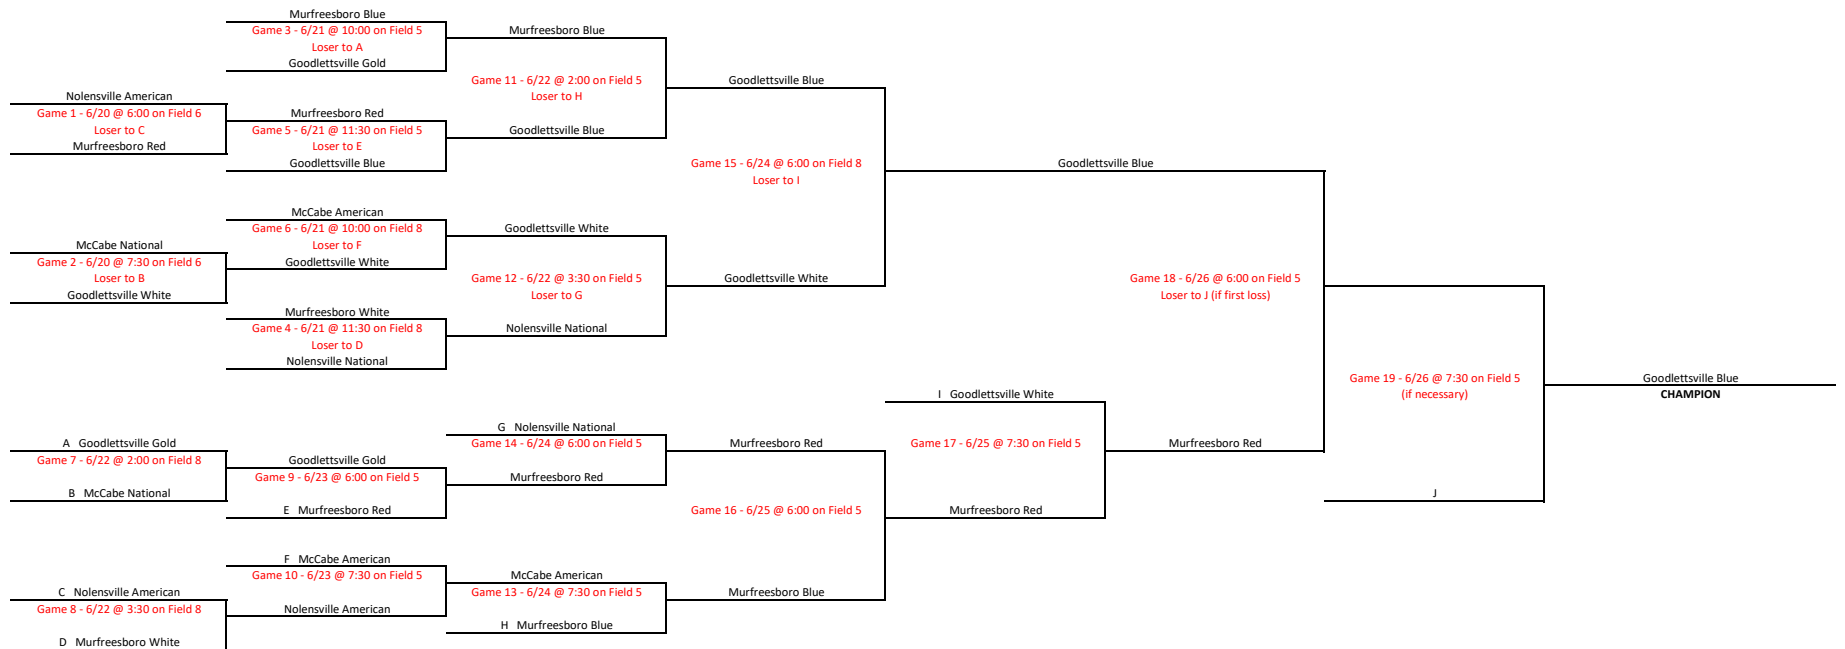 Murfreesboro Blue
Game 3 - 6/21 @ 10:00 on Field 5
Loser to A
Goodlettsville Gold
Nolensville American
Game 1 - 6/20 @ 6:00 on Field 6
Loser to C
Murfreesboro Red
Murfreesboro Red
Game 5 - 6/21 @ 11:30 on Field 5
Loser to E
Goodlettsville Blue
McCabe American
Game 6 - 6/21 @ 10:00 on Field 8
Loser to F
Goodlettsville White
McCabe National
Game 2 - 6/20 @ 7:30 on Field 6
Loser to B
Goodlettsville White
Murfreesboro White
Game 4 - 6/21 @ 11:30 on Field 8
Loser to D
Nolensville National
Murfreesboro Blue
Game 11 - 6/22 @ 2:00 on Field 5
Loser to H
Goodlettsville Blue
Goodlettsville White
Game 12 - 6/22 @ 3:30 on Field 5
Loser to G
Nolensville National
Goodlettsville Blue
Game 15 - 6/24 @ 6:00 on Field 8
Loser to I
Goodlettsville White
Goodlettsville Blue
Game 18 - 6/26 @ 6:00 on Field 5
Loser to J (if first loss)
Murfreesboro Red
Game 19 - 6/26 @ 7:30 on Field 5
(if necessary)
J
Goodlettsville Blue
CHAMPION
A Goodlettsville Gold
Game 7 - 6/22 @ 2:00 on Field 8
B McCabe National
Goodlettsville Gold
Game 9 - 6/23 @ 6:00 on Field 5
E Murfreesboro Red
G Nolensville National
Game 14 - 6/24 @ 6:00 on Field 5
Murfreesboro Red
Murfreesboro Red
Game 16 - 6/25 @ 6:00 on Field 5
Murfreesboro Blue
I Goodlettsville White
Game 17 - 6/25 @ 7:30 on Field 5
Murfreesboro Red
F McCabe American
Game 10 - 6/23 @ 7:30 on Field 5
Nolensville American
McCabe American
Game 13 - 6/24 @ 7:30 on Field 5
H Murfreesboro Blue
C Nolensville American
Game 8 - 6/22 @ 3:30 on Field 8
D Murfreesboro White